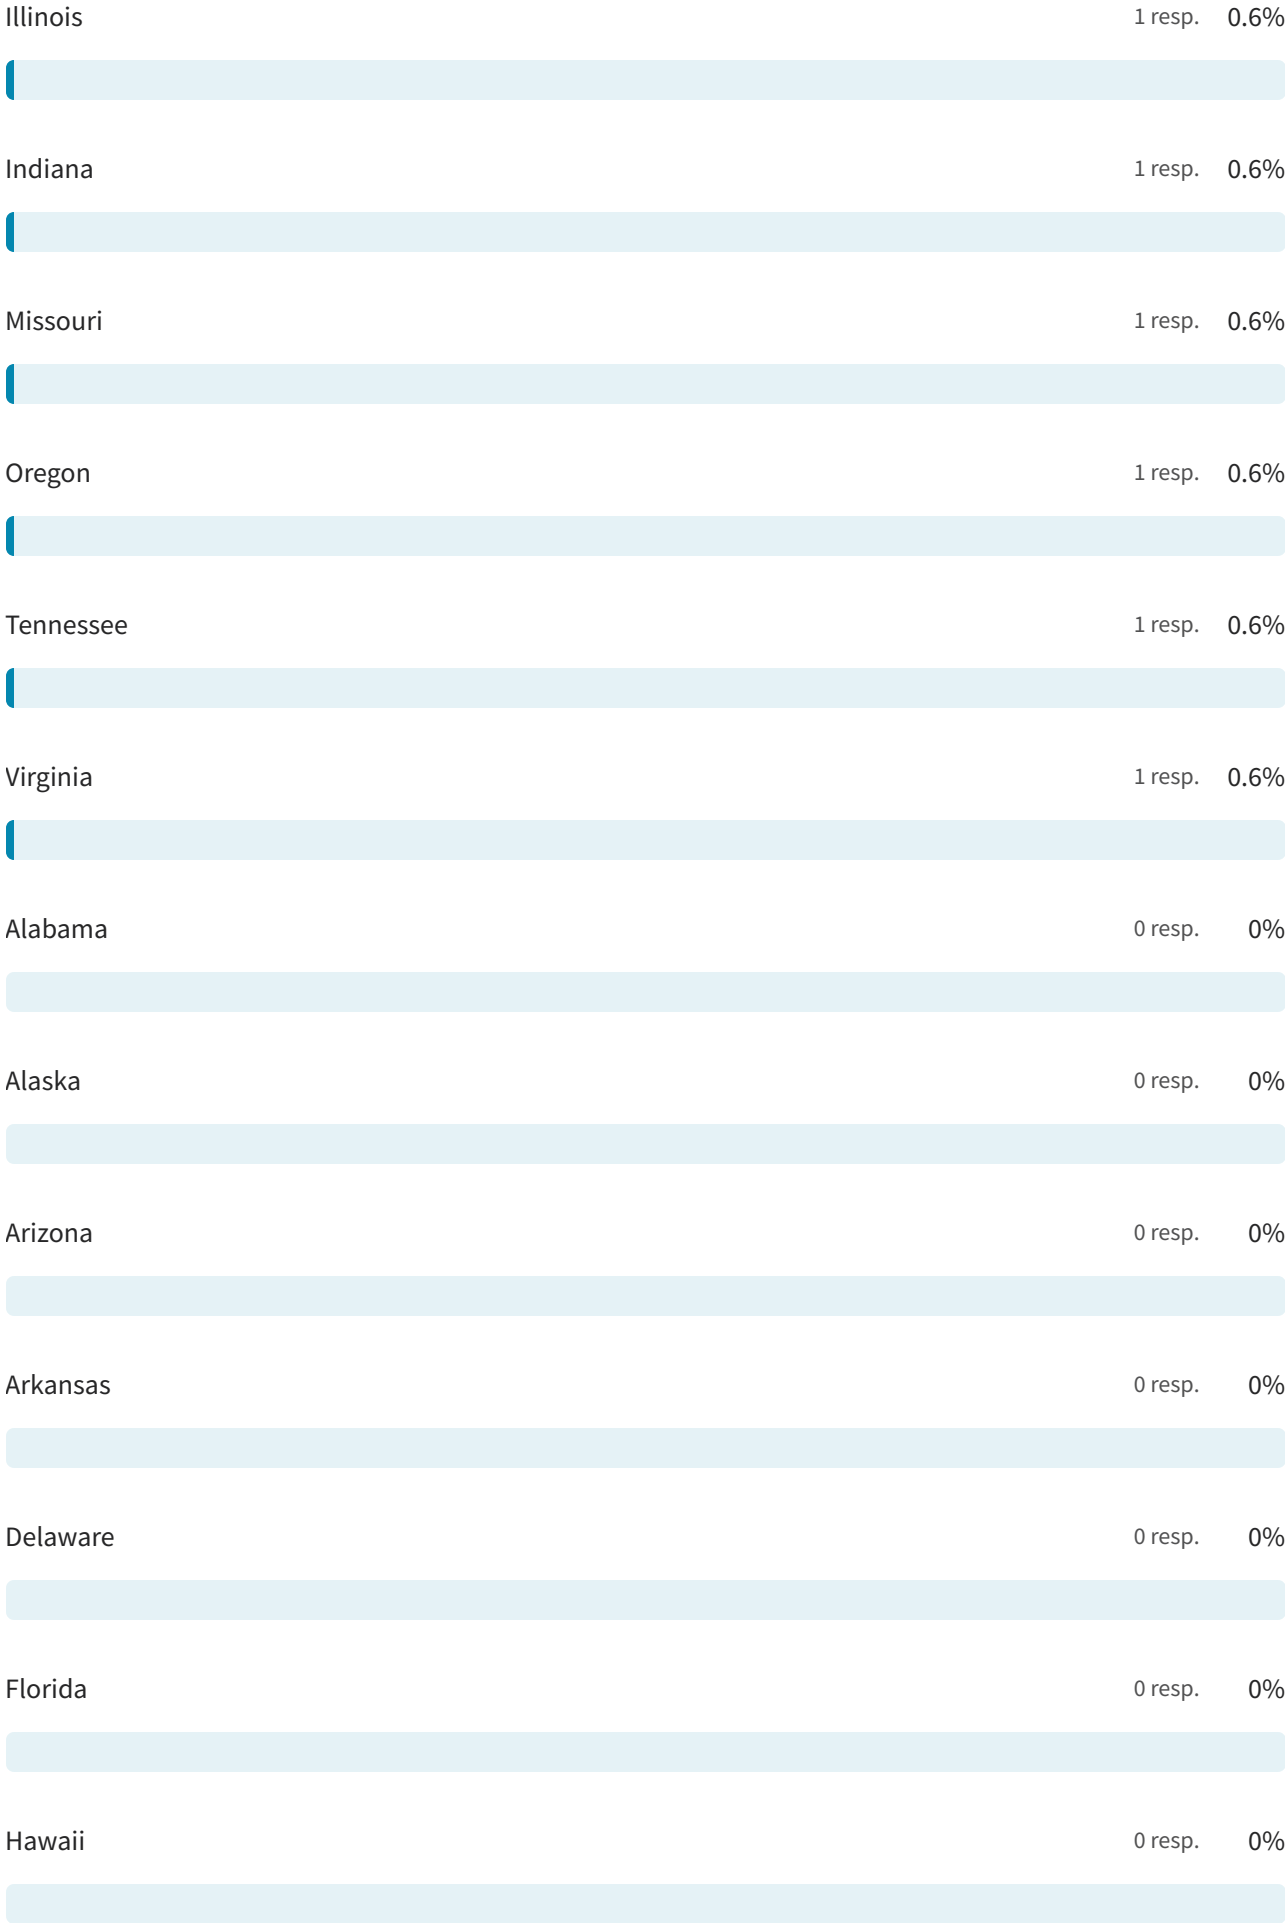 Illinois 1 resp. 0.6%
Indiana 1 resp. 0.6%
Missouri 1 resp. 0.6%
Oregon 1 resp. 0.6%
Tennessee 1 resp. 0.6%
Virginia 1 resp. 0.6%
Alabama 0 resp. 0%
Alaska 0 resp. 0%
Arizona 0 resp. 0%
Arkansas 0 resp. 0%
Delaware 0 resp. 0%
Florida 0 resp. 0%
Hawaii 0 resp. 0%